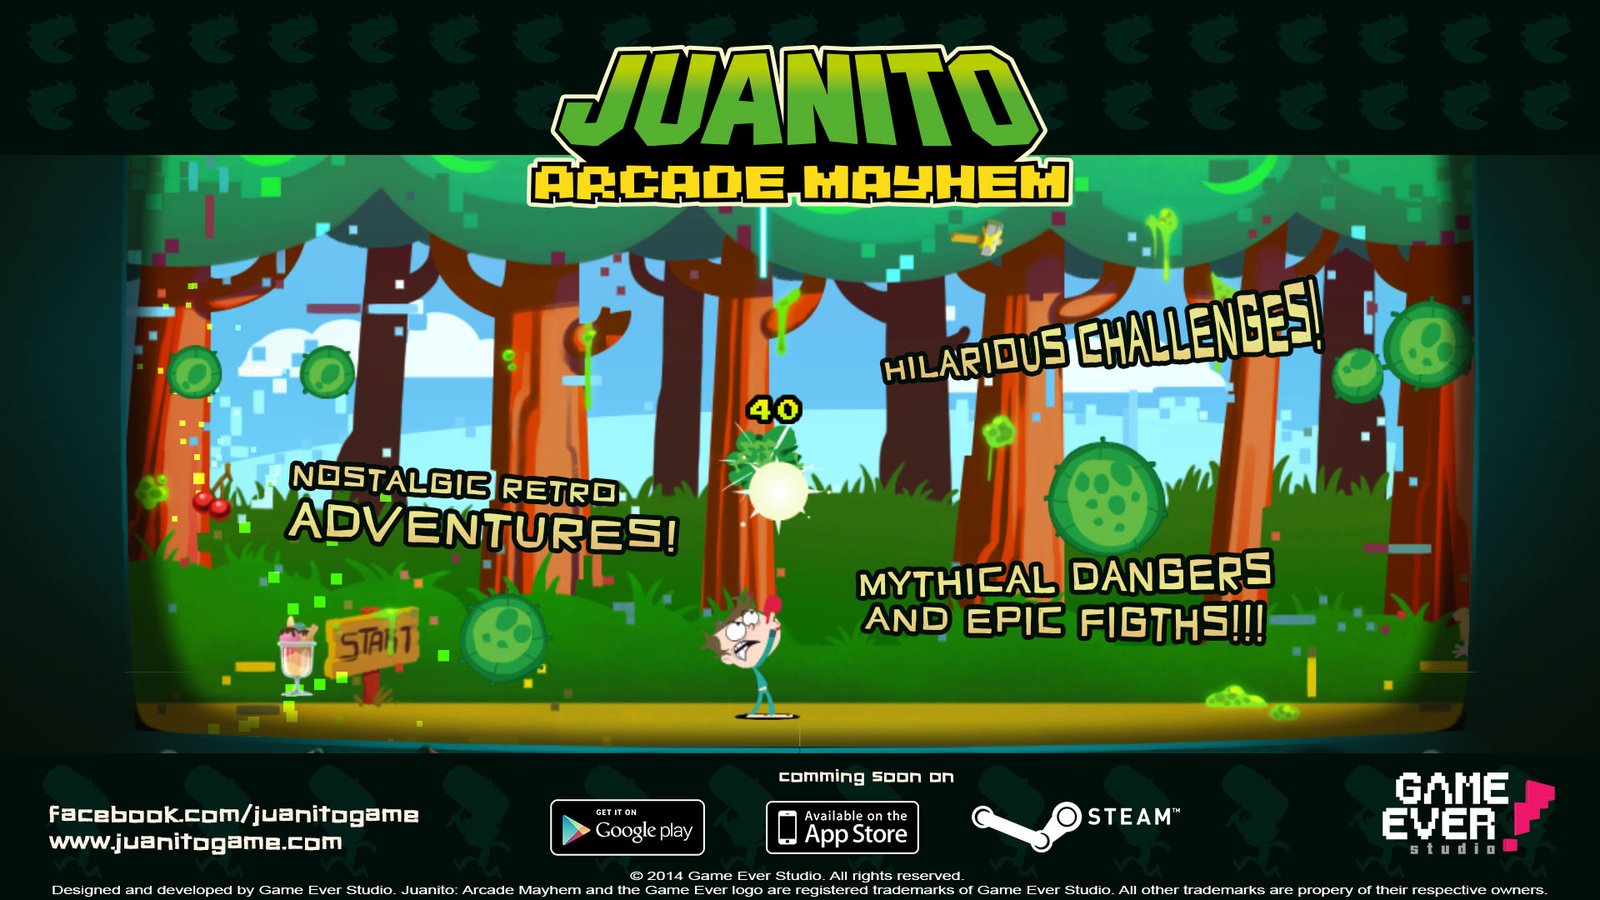 JUANITO
ARCADE MAYHEM
HILARIOUS CHALLENGES!
40
NOSTALGIC RETRO
ADVENTURES!
MYTHICAL DANGERS
AND EPIC FIGTHS!!!
START
comming soon on
facebook.com/juanitogame
www.juanitogame.com
GET IT ON
Google play
Available on the
App Store
STEAM™
GAME
EVER
studio
© 2014 Game Ever Studio. All rights reserved.
Designed and developed by Game Ever Studio. Juanito: Arcade Mayhem and the Game Ever logo are registered trademarks of Game Ever Studio. All other trademarks are propery of their respective owners.